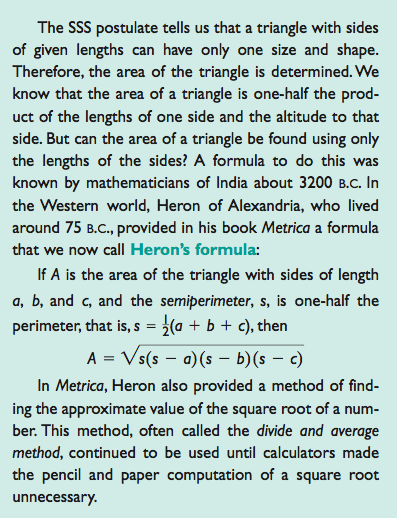 The SSS postulate tells us that a triangle with sides
of given lengths can have only one size and shape.
Therefore, the area of the triangle is determined. We
know that the area of a triangle is one-half the prod-
uct of the lengths of one side and the altitude to that
side. But can the area of a triangle be found using only
the lengths of the sides? A formula to do this was
known by mathematicians of India about 3200 B.C. In
the Western world, Heron of Alexandria, who lived
around 75 B.C., provided in his book Metrica a formula
that we now call Heron's formula:
If A is the area of the triangle with sides of length
a, b, and c, and the semiperimeter, s, is one-half the
perimeter, that is, s = ½(a + b + c), then
A = √s(s − a)(s − b)(s − c)
In Metrica, Heron also provided a method of find-
ing the approximate value of the square root of a num-
ber. This method, often called the divide and average
method, continued to be used until calculators made
the pencil and paper computation of a square root
unnecessary.